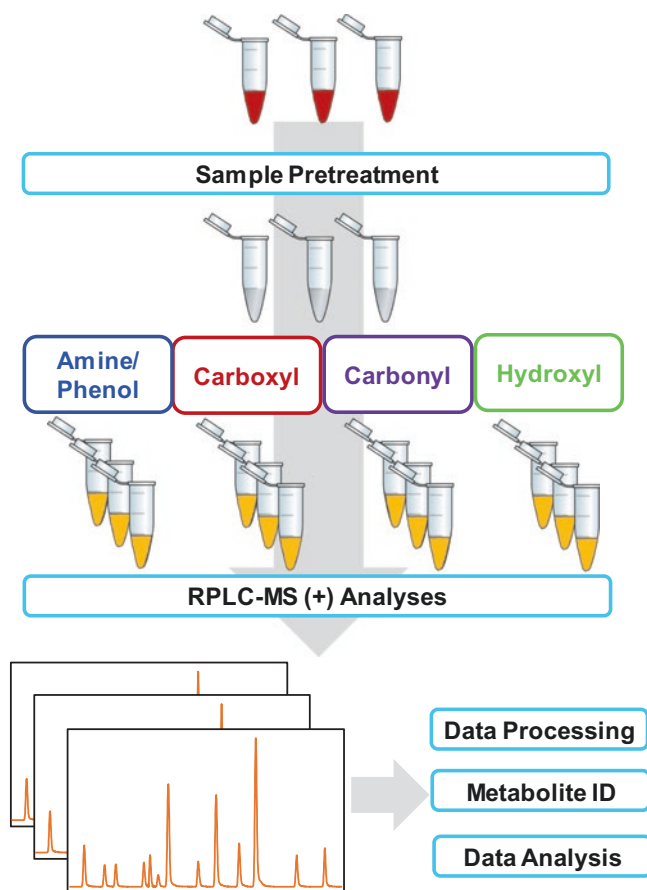 Sample Pretreatment
Amine/
Phenol
Carboxyl
Carbonyl
Hydroxyl
RPLC-MS (+) Analyses
Data Processing
Metabolite ID
Data Analysis